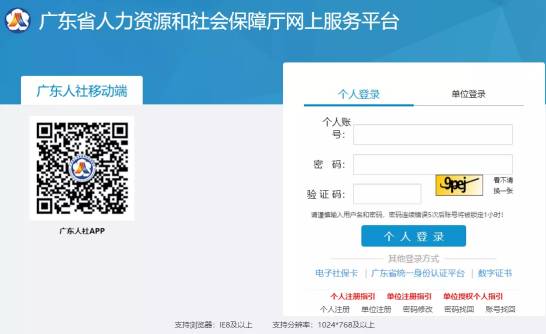 广东省人力资源和社会保障厅网上服务平台
广东人社移动端
广东人社APP
个人登录 单位登录
个人账号：
密 码：
验证码：
9pej
看不清
换一张
请谨慎输入用户名和密码，密码连续错误5次后账号将被锁定1小时！
个 人 登 录
其他登录方式
电子社保卡 | 广东省统一身份认证平台 | 数字证书
个人注册指引 单位注册指引 单位授权个人指引
个人注册 单位注册 密码修改 密码找回 账号找回
支持浏览器：IE8及以上 支持分辨率：1024*768及以上